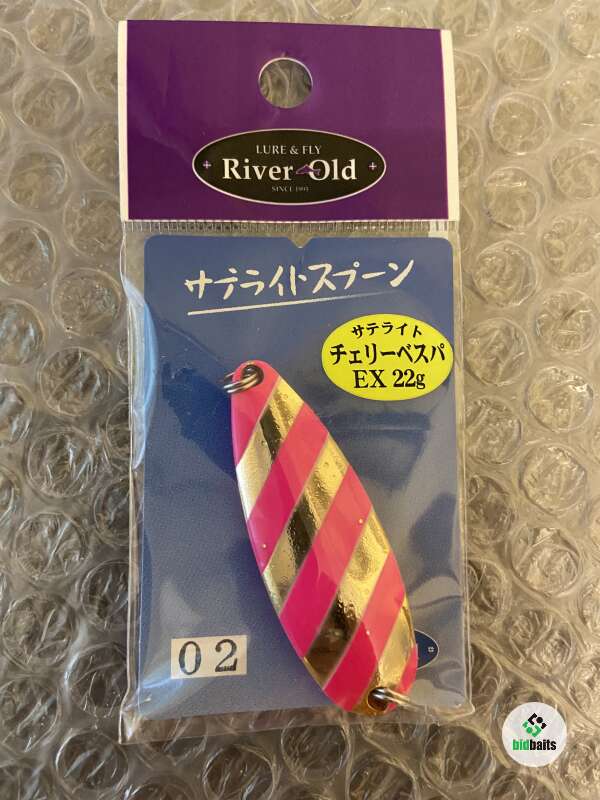 LURE & FLY
River Old
SINCE 1993
サテライトスプーン
サテライト
チェリーベスパ
EX 22g
02
bidbaits